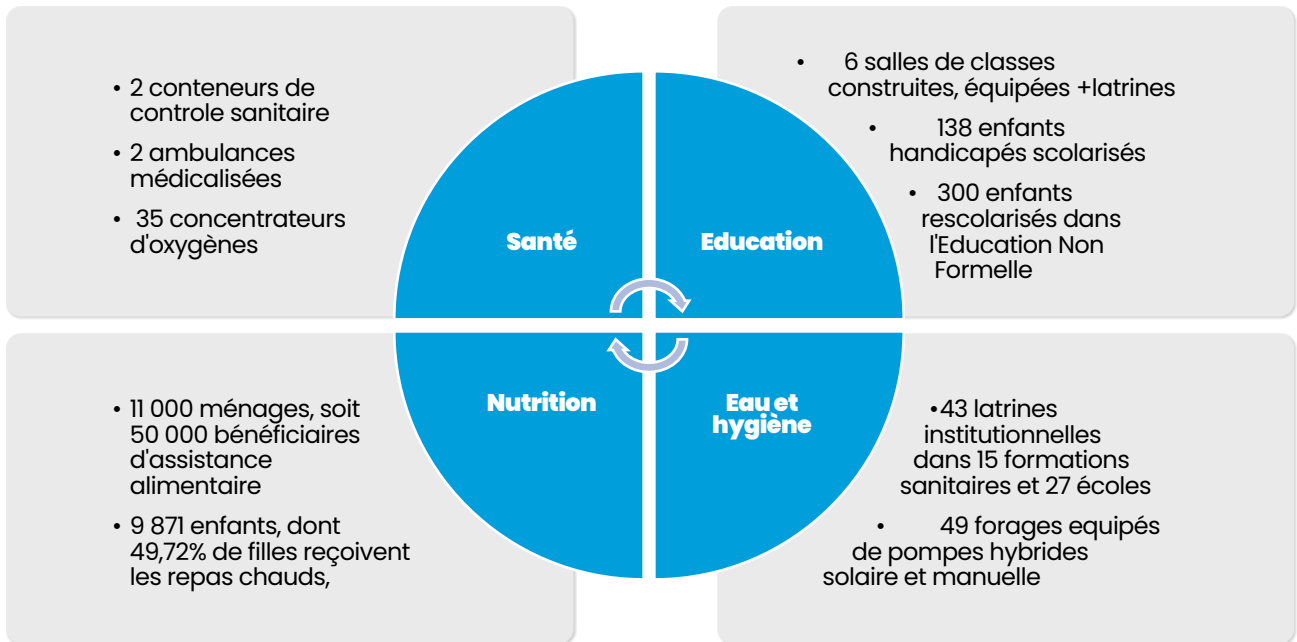 • 2 conteneurs de
controle sanitaire
• 2 ambulances
médicalisées
• 35 concentrateurs
d'oxygènes
Santé
• 6 salles de classes
construites, équipées +latrines
• 138 enfants
handicapés scolarisés
• 300 enfants
rescolarisés dans
l'Education Non
Formelle
Education
• 11 000 ménages, soit
50 000 bénéficiaires
d'assistance
alimentaire
• 9 871 enfants, dont
49,72% de filles reçoivent
les repas chauds,
Nutrition
Eau et
hygiène
•43 latrines
institutionnelles
dans 15 formations
sanitaires et 27 écoles
• 49 forages equipés
de pompes hybrides
solaire et manuelle